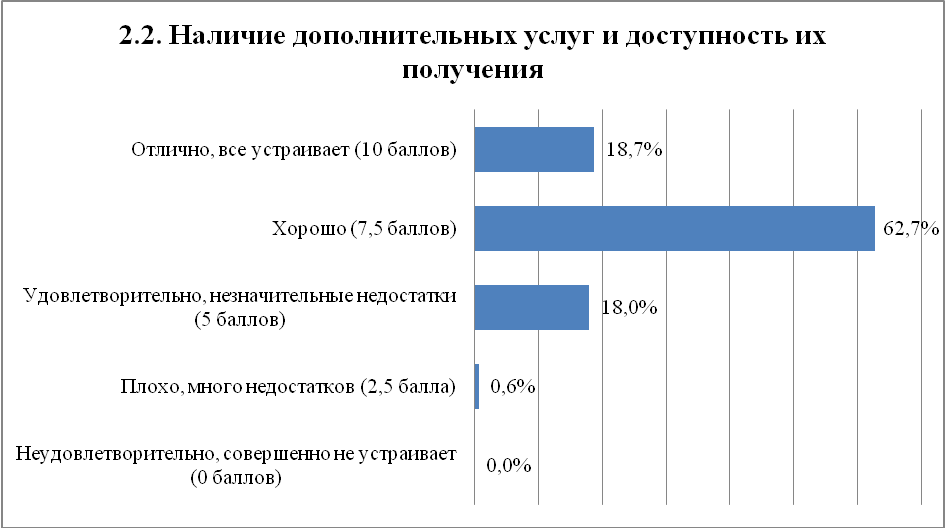 2.2. Наличие дополнительных услуг и доступность их
получения
Отлично, все устраивает (10 баллов)
18,7%
Хорошо (7,5 баллов)
62,7%
Удовлетворительно, незначительные недостатки
(5 баллов)
18,0%
Плохо, много недостатков (2,5 балла)
0,6%
Неудовлетворительно, совершенно не устраивает
(0 баллов)
0,0%